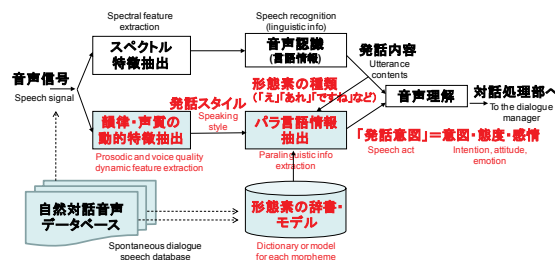 Spectral feature
extraction
スペクトル
特徴抽出
Speech recognition
(linguistic info)
音声認識
(言語情報)
発話内容
Utterance
contents
音声信号
Speech signal
形態素の種類
(「え」「あれ」「ですね」など)
音声理解
対話処理部へ
To the dialogue
manager
発話スタイル
Speaking
style
韻律・声質の
動的特徴抽出
Prosodic and voice quality
dynamic feature extraction
パラ言語情報
抽出
Paralinguistic info
extraction
「発話意図」＝意図・態度・感情
Speech act
Intention, attitude,
emotion
自然対話音声
データベース
Spontaneous dialogue
speech database
形態素の辞書・
モデル
Dictionary or model
for each morpheme